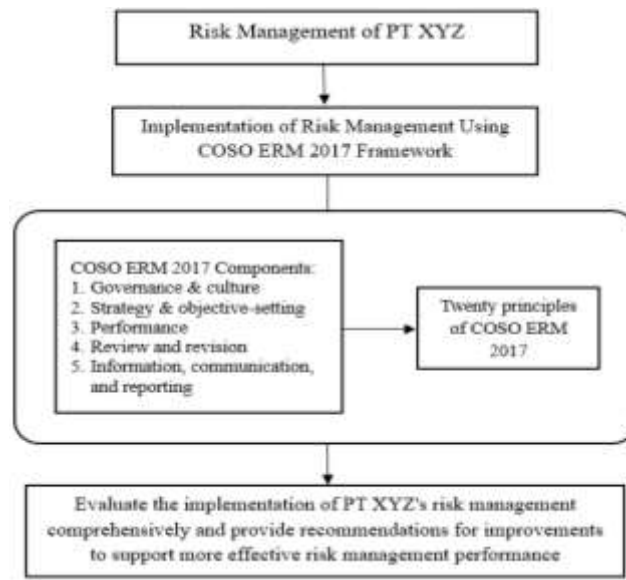 Risk Management of PT XYZ
Implementation of Risk Management Using
COSO ERM 2017 Framework
COSO ERM 2017 Components:
1. Governance & culture
2. Strategy & objective-setting
3. Performance
4. Review and revision
5. Information, communication,
and reporting
Twenty principles
of COSO ERM
2017
Evaluate the implementation of PT XYZ's risk management
comprehensively and provide recommendations for improvements
to support more effective risk management performance